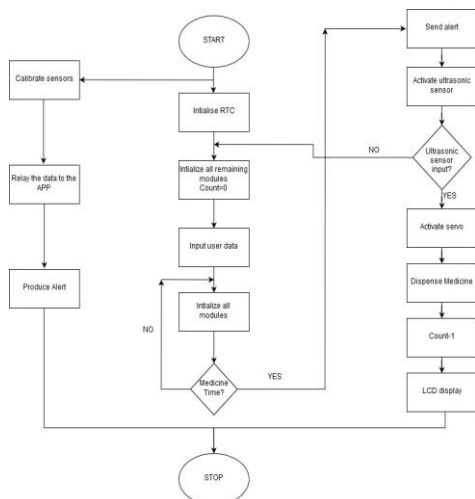 START
Send alert
Calibrate sensors
Activate ultrasonic
sensor
Intialise RTC
NO
Ultrasonic
sensor
input?
YES
Relay the data to the
APP
Initialize all remaining
modules
Count=0
Activate servo
Input user data
Dispense Medicine
Produce Alert
Initialize all
modules
NO
Count-1
Medicine
Time?
YES
LCD display
STOP